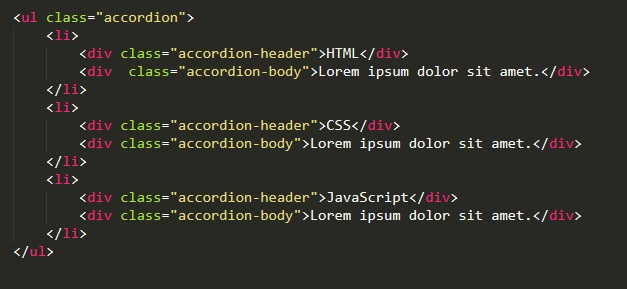 <ul class="accordion">
    <li>
        <div class="accordion-header">HTML</div>
        <div  class="accordion-body">Lorem ipsum dolor sit amet.</div>
    </li>
    <li>
        <div class="accordion-header">CSS</div>
        <div class="accordion-body">Lorem ipsum dolor sit amet.</div>
    </li>
    <li>
        <div class="accordion-header">JavaScript</div>
        <div class="accordion-body">Lorem ipsum dolor sit amet.</div>
    </li>
</ul>